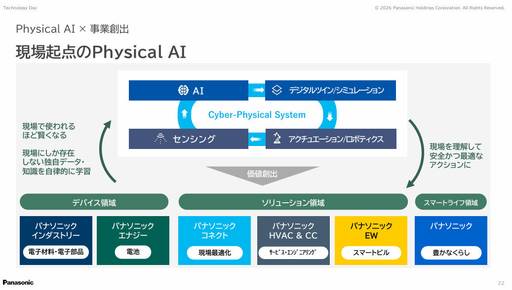 Technology Day
© 2026 Panasonic Holdings Corporation. All Rights Reserved.
Physical AI × 事業創出
現場起点のPhysical AI
AI
デジタルツイン/シミュレーション
Cyber-Physical System
センシング
アクチュエーション/ロボティクス
現場で使われる
ほど賢くなる
現場にしか存在
しない独自データ・
知識を自律的に学習
現場を理解して
安全かつ最適な
アクションに
価値創出
デバイス領域
ソリューション領域
スマートライフ領域
パナソニック
インダストリー
電子材料・電子部品
パナソニック
エナジー
電池
パナソニック
コネクト
現場最適化
パナソニック
HVAC & CC
サービス・エンジニアリング
パナソニック
EW
スマートビル
パナソニック
豊かなくらし
Panasonic
22